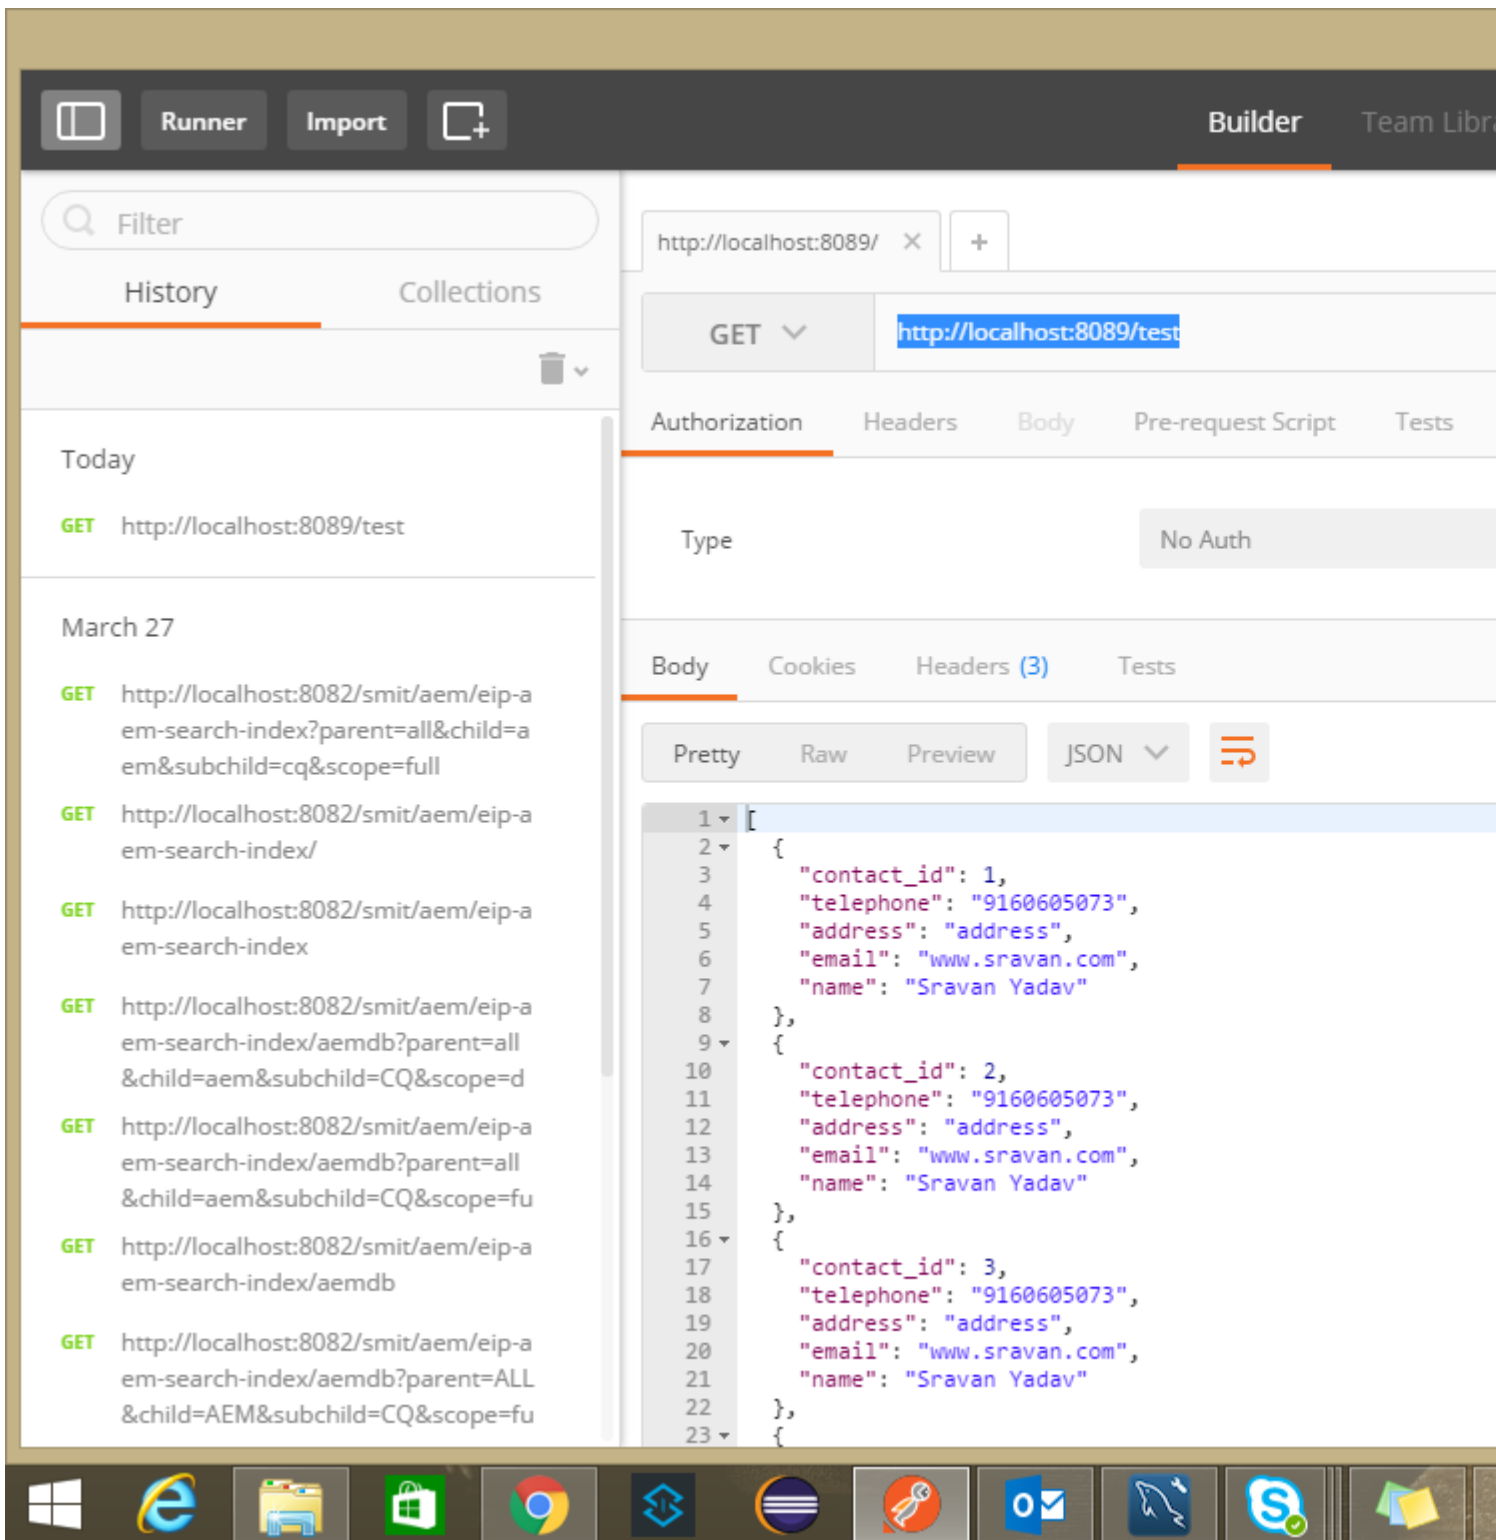 Runner Import Builder Team Libra
Filter
http://localhost:8089/
History Collections
GET http://localhost:8089/test
Authorization Headers Body Pre-request Script Tests
Today
GET http://localhost:8089/test
Type No Auth
March 27
GET http://localhost:8082/smit/aem/eip-a
em-search-index?parent=all&child=a
em&subchild=cq&scope=full
GET http://localhost:8082/smit/aem/eip-a
em-search-index/
GET http://localhost:8082/smit/aem/eip-a
em-search-index
GET http://localhost:8082/smit/aem/eip-a
em-search-index/aemdb?parent=all
&child=aem&subchild=CQ&scope=d
GET http://localhost:8082/smit/aem/eip-a
em-search-index/aemdb?parent=all
&child=aem&subchild=CQ&scope=fu
GET http://localhost:8082/smit/aem/eip-a
em-search-index/aemdb
GET http://localhost:8082/smit/aem/eip-a
em-search-index/aemdb?parent=ALL
&child=AEM&subchild=CQ&scope=fu
Body Cookies Headers (3) Tests
Pretty Raw Preview JSON
1 [
2 {
3 "contact_id": 1,
4 "telephone": "9160605073",
5 "address": "address",
6 "email": "www.sravan.com",
7 "name": "Sravan Yadav"
8 },
9 {
10 "contact_id": 2,
11 "telephone": "9160605073",
12 "address": "address",
13 "email": "www.sravan.com",
14 "name": "Sravan Yadav"
15 },
16 {
17 "contact_id": 3,
18 "telephone": "9160605073",
19 "address": "address",
20 "email": "www.sravan.com",
21 "name": "Sravan Yadav"
22 },
23 {